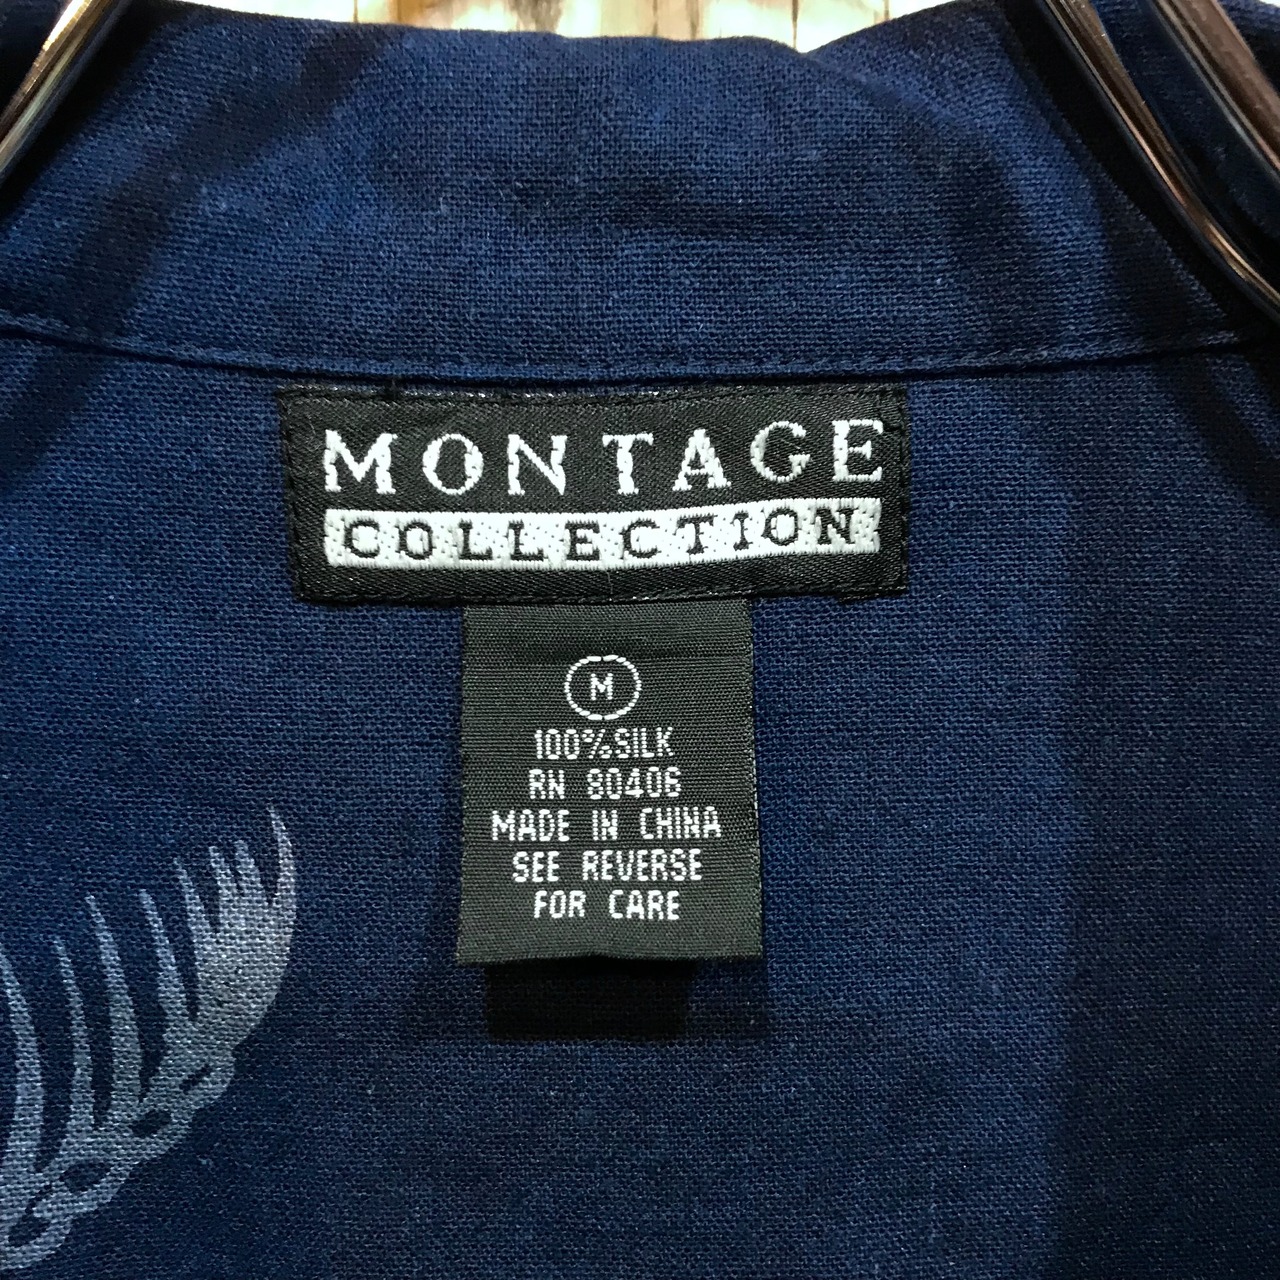 MONTAGE
COLLECTION
M
100%SILK
RN 80406
MADE IN CHINA
SEE REVERSE
FOR CARE